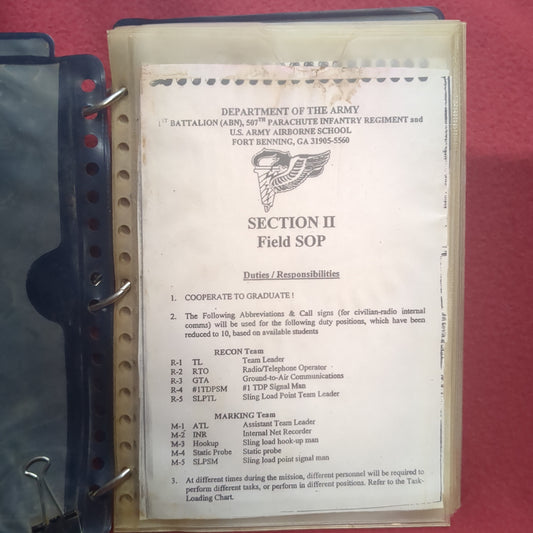 DEPARTMENT OF THE ARMY
1ST BATTALION (ABN), 507TH PARACHUTE INFANTRY REGIMENT and
U.S. ARMY AIRBORNE SCHOOL
FORT BENNING, GA 31905-5560
SECTION II
Field SOP
Duties / Responsibilities
1. COOPERATE TO GRADUATE !
2. The Following Abbreviations & Call signs (for civilian-radio internal
comms) will be used for the following duty positions, which have been
reduced to 10, based on available students
RECON Team
R-1 TL Team Leader
R-2 RTO Radio/Telephone Operator
R-3 GTA Ground-to-Air Communications
R-4 #1TDPSM #1 TDP Signal Man
R-5 SLPTL Sling Load Point Team Leader
MARKING Team
M-1 ATL Assistant Team Leader
M-2 INR Internal Net Recorder
M-3 Hookup Sling load hook-up man
M-4 Static Probe Static probe
M-5 SLPSM Sling load point signal man
3. At different times during the mission, different personnel will be required to
perform different tasks, or perform in different positions. Refer to the Task-
Loading Chart.